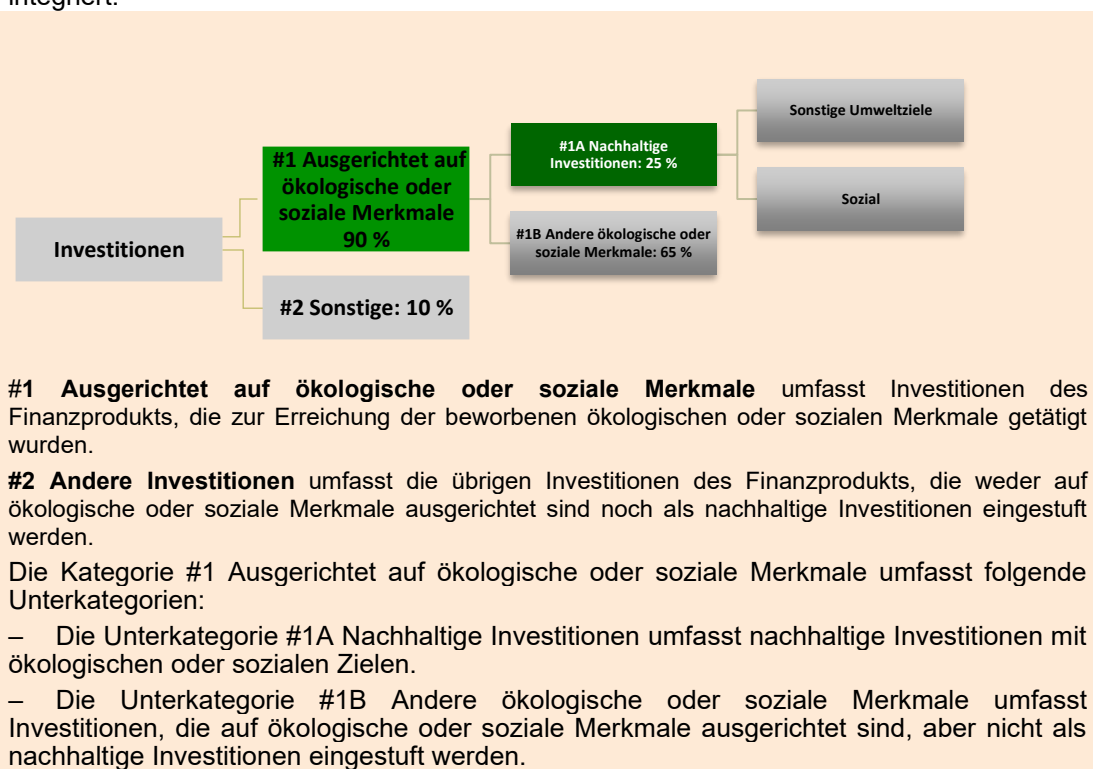 integriert.
Sonstige Umweltziele
#1A Nachhaltige
Investitionen: 25 %
#1 Ausgerichtet auf
ökologische oder
soziale Merkmale
90 %
Sozial
#1B Andere ökologische oder
soziale Merkmale: 65 %
Investitionen
#2 Sonstige: 10 %
#1 Ausgerichtet auf ökologische oder soziale Merkmale umfasst Investitionen des
Finanzprodukts, die zur Erreichung der beworbenen ökologischen oder sozialen Merkmale getätigt
wurden.
#2 Andere Investitionen umfasst die übrigen Investitionen des Finanzprodukts, die weder auf
ökologische oder soziale Merkmale ausgerichtet sind noch als nachhaltige Investitionen eingestuft
werden.
Die Kategorie #1 Ausgerichtet auf ökologische oder soziale Merkmale umfasst folgende
Unterkategorien:
– Die Unterkategorie #1A Nachhaltige Investitionen umfasst nachhaltige Investitionen mit
ökologischen oder sozialen Zielen.
– Die Unterkategorie #1B Andere ökologische oder soziale Merkmale umfasst
Investitionen, die auf ökologische oder soziale Merkmale ausgerichtet sind, aber nicht als
nachhaltige Investitionen eingestuft werden.